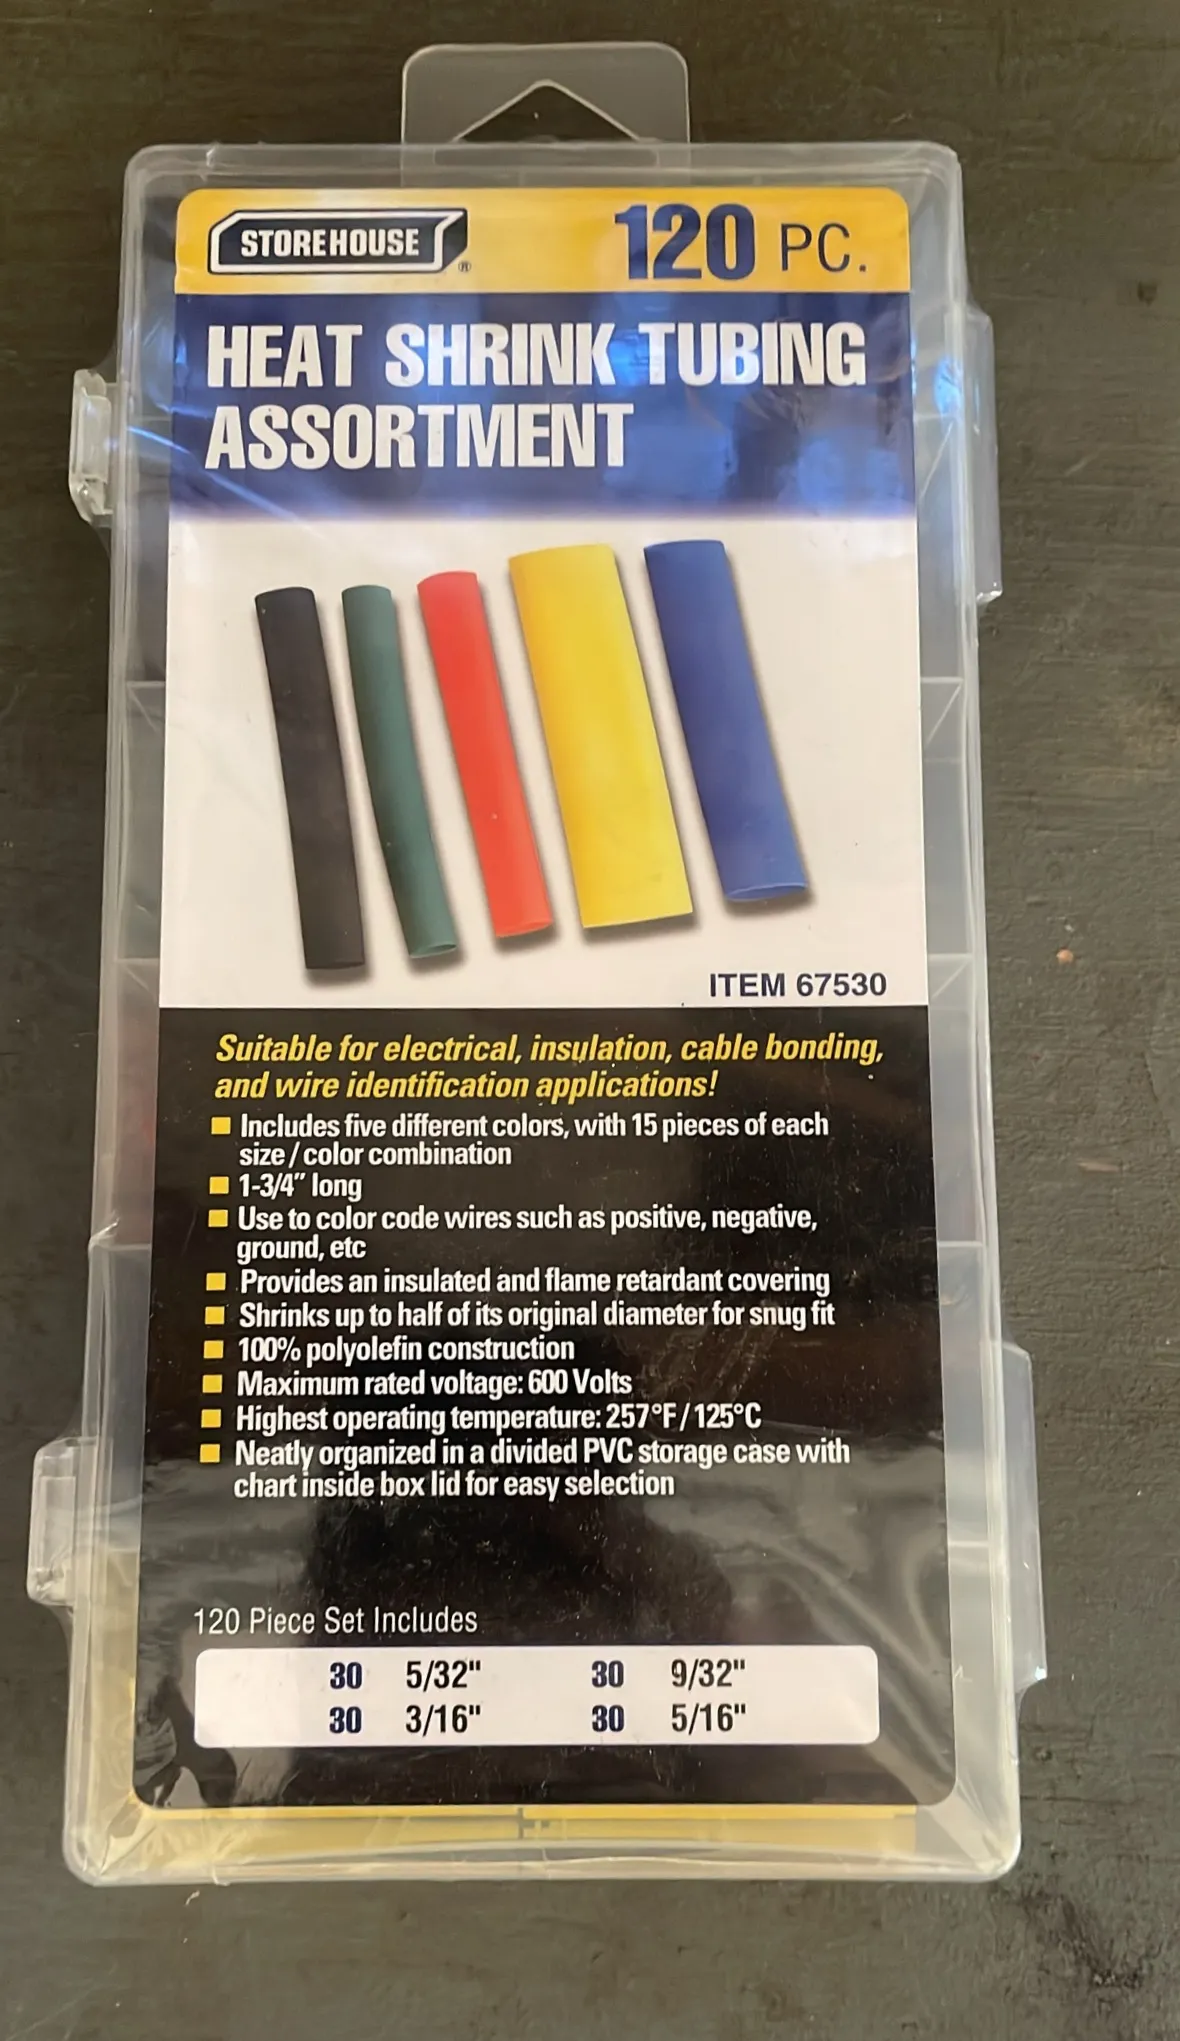 STOREHOUSE
®
120 PC.
HEAT SHRINK TUBING
ASSORTMENT
ITEM 67530
Suitable for electrical, insulation, cable bonding,
and wire identification applications!
Includes five different colors, with 15 pieces of each
size / color combination
1-3/4" long
Use to color code wires such as positive, negative,
ground, etc
Provides an insulated and flame retardant covering
Shrinks up to half of its original diameter for snug fit
100% polyolefin construction
Maximum rated voltage: 600 Volts
Highest operating temperature: 257°F / 125°C
Neatly organized in a divided PVC storage case with
chart inside box lid for easy selection
120 Piece Set Includes
30 5/32" 30 9/32"
30 3/16" 30 5/16"